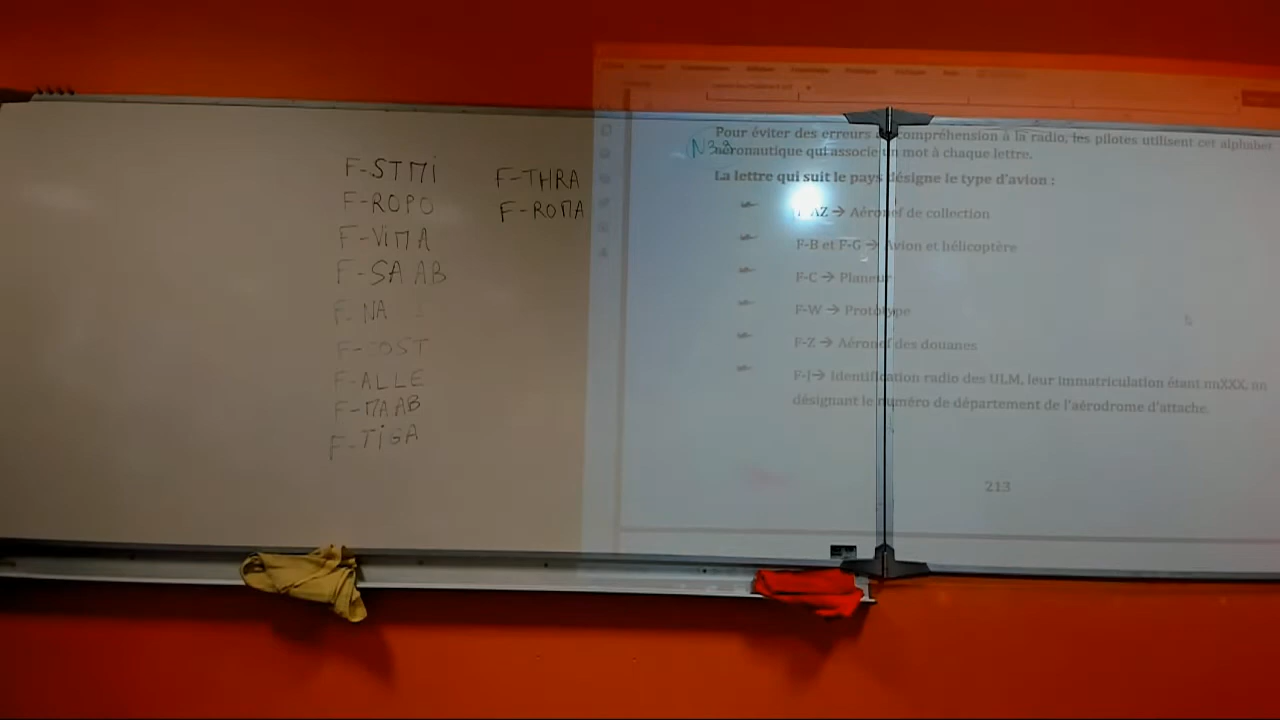 F-STMi
F-ROPO
F-ViMA
F-SAAB
F-NA
F-OST
F-ALLE
F-MAAB
F-TiGA
F-THRA
F-ROMA
Pour éviter des erreurs compréhension à la radio, les pilotes utilisent cet alphabet
aéronautique qui associe un mot à chaque lettre.
La lettre qui suit le pays désigne le type d'avion :
F-AZ → Aéronef de collection
F-B et F-G → Avion et hélicoptère
F-C → Planeur
F-W → Prototype
F-Z → Aéronef des douanes
F-J→ Identification radio des ULM, leur immatriculation étant nnXXX, nn
désignant le numéro de département de l'aérodrome d'attache.
213